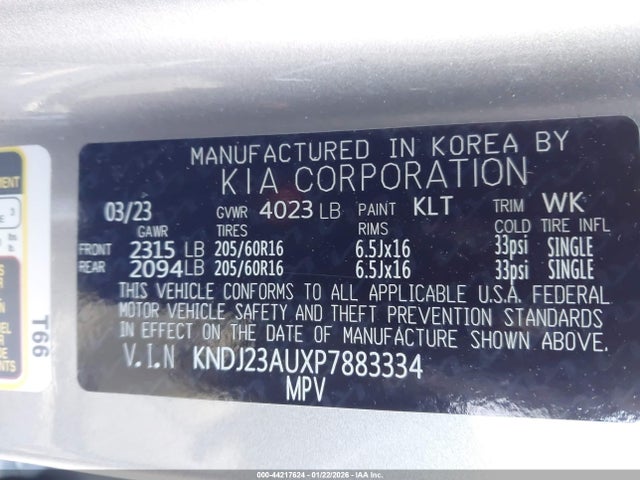 MANUFACTURED IN KOREA BY
KIA CORPORATION
03/23 GVWR 4023 LB PAINT KLT TRIM WK
GAWR TIRES RIMS COLD TIRE INFL
FRONT 2315 LB 205/60R16 6.5Jx16 33psi SINGLE
REAR 2094 LB 205/60R16 6.5Jx16 33psi SINGLE
THIS VEHICLE CONFORMS TO ALL APPLICABLE U.S.A. FEDERAL
MOTOR VEHICLE SAFETY AND THEFT PREVENTION STANDARDS
IN EFFECT ON THE DATE OF MANUFACTURE SHOWN ABOVE.
V.I.N KNDJ23AUXP7883334
MPV
T66
3
000-44217624 - 01/22/2026 - IAA Inc.